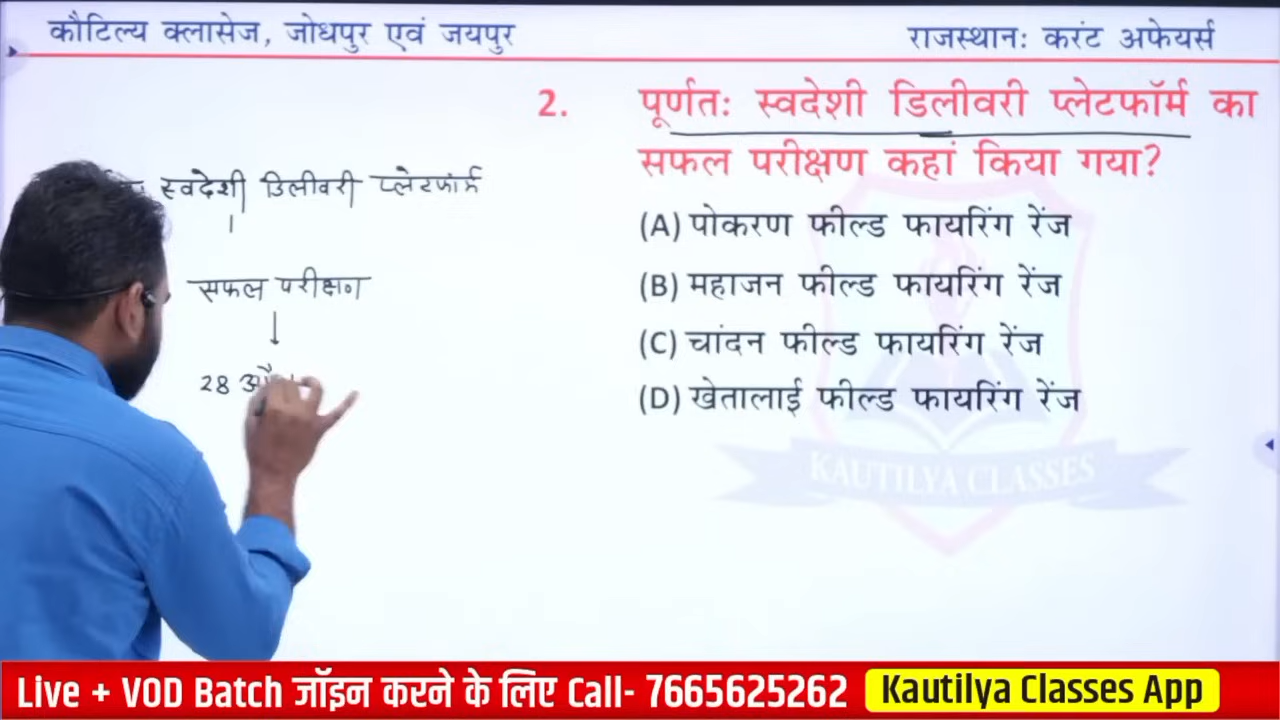 कौटिल्य क्लासेज, जोधपुर एवं जयपुर
राजस्थानः करंट अफेयर्स
2. पूर्णतः स्वदेशी डिलीवरी प्लेटफॉर्म का
सफल परीक्षण कहां किया गया?
(A) पोकरण फील्ड फायरिंग रेंज
(B) महाजन फील्ड फायरिंग रेंज
(C) चांदन फील्ड फायरिंग रेंज
(D) खेतालाई फील्ड फायरिंग रेंज
स्वदेशी डिलीवरी प्लेटफॉर्म
सफल परीक्षण
28
KAUTILYA CLASSES
Live + VOD Batch जॉइन करने के लिए Call- 7665625262
Kautilya Classes App